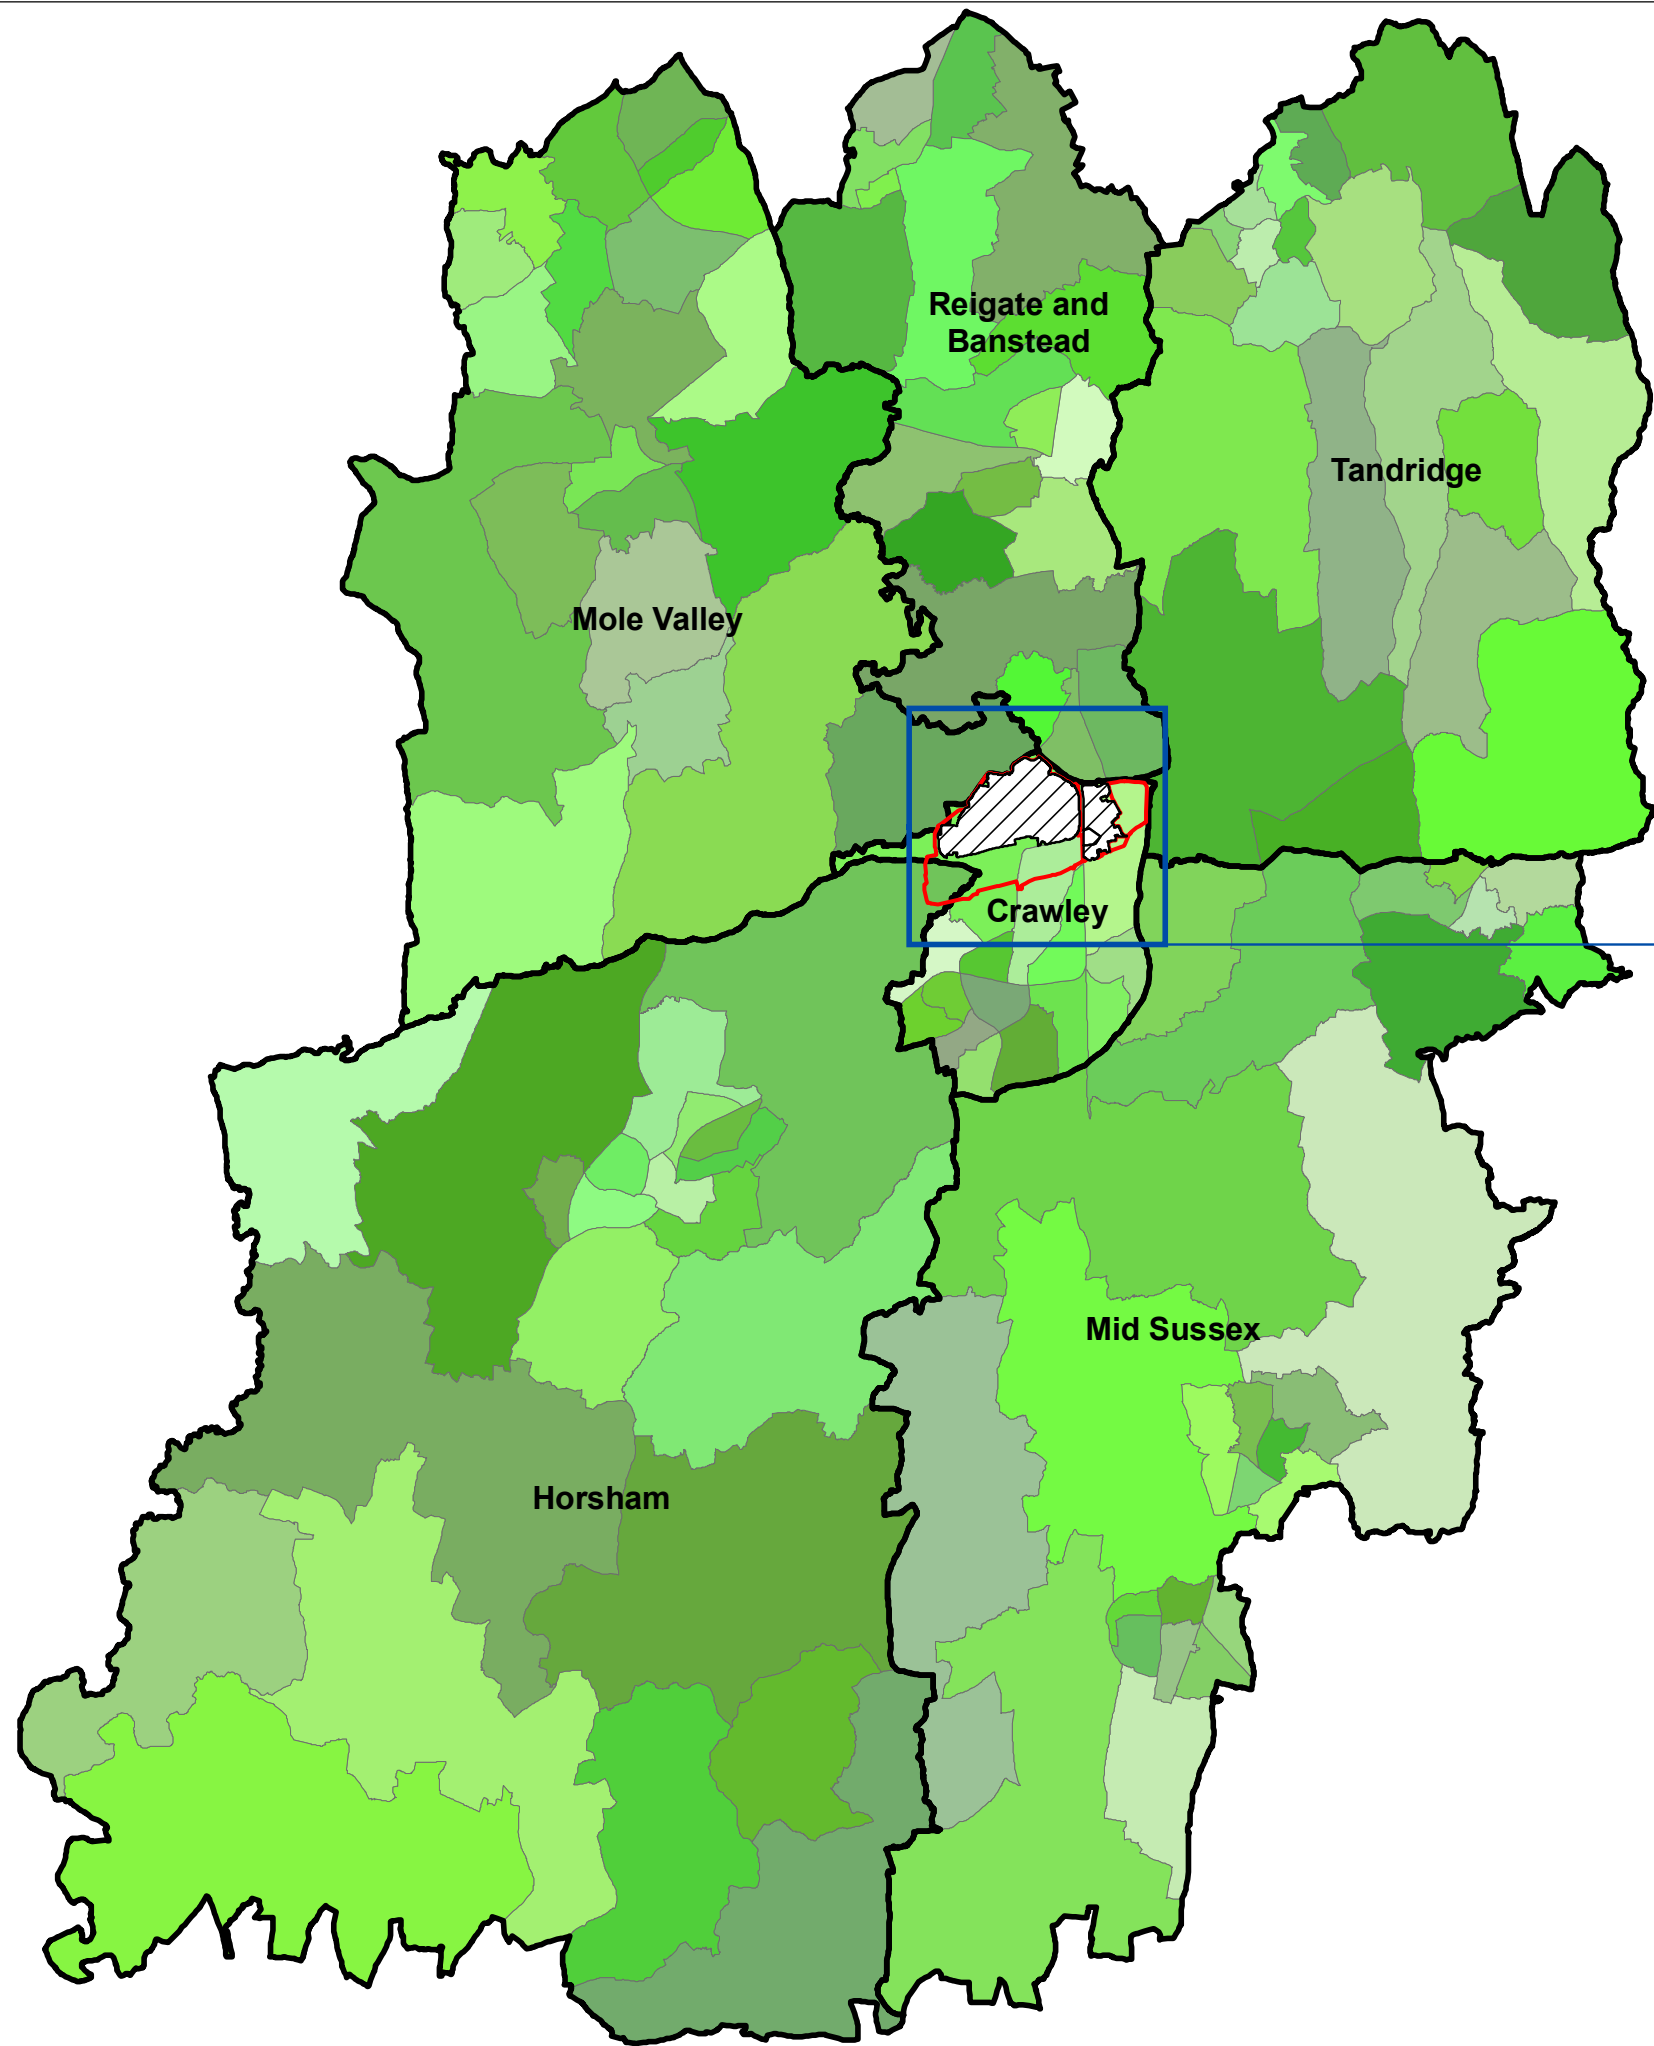 Reigate and
Banstead
Tandridge
Mole Valley
Crawley
Mid Sussex
Horsham